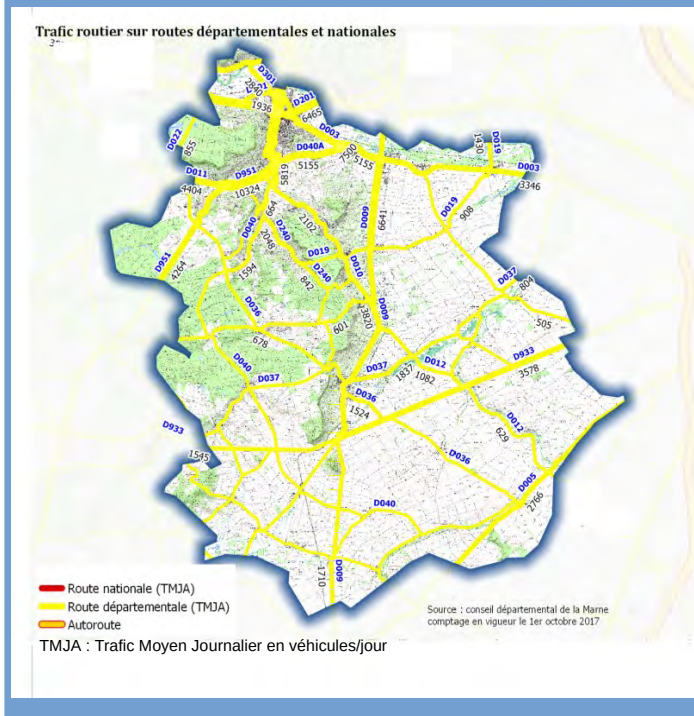 Trafic routier sur routes départementales et nationales
D301
2840
1936
D201
6465
D003
D022
855
D040A
5155
7500
5155
1430
D019
D003
3346
D011
D951
4404
10324
5819
664
D040
D240
2048
2102
D009
6641
D019
908
D019
D010
D951
4264
1594
D240
842
D037
804
D036
3820
D009
601
505
678
D933
D012
D037
1837
1082
3578
D040
D037
D036
1524
D933
D012
629
1545
D036
D005
2766
D040
D009
1710
Route nationale (TMJA)
Route départementale (TMJA)
Autoroute
Source : conseil départemental de la Marne
comptage en vigueur le 1er octobre 2017
TMJA : Trafic Moyen Journalier en véhicules/jour